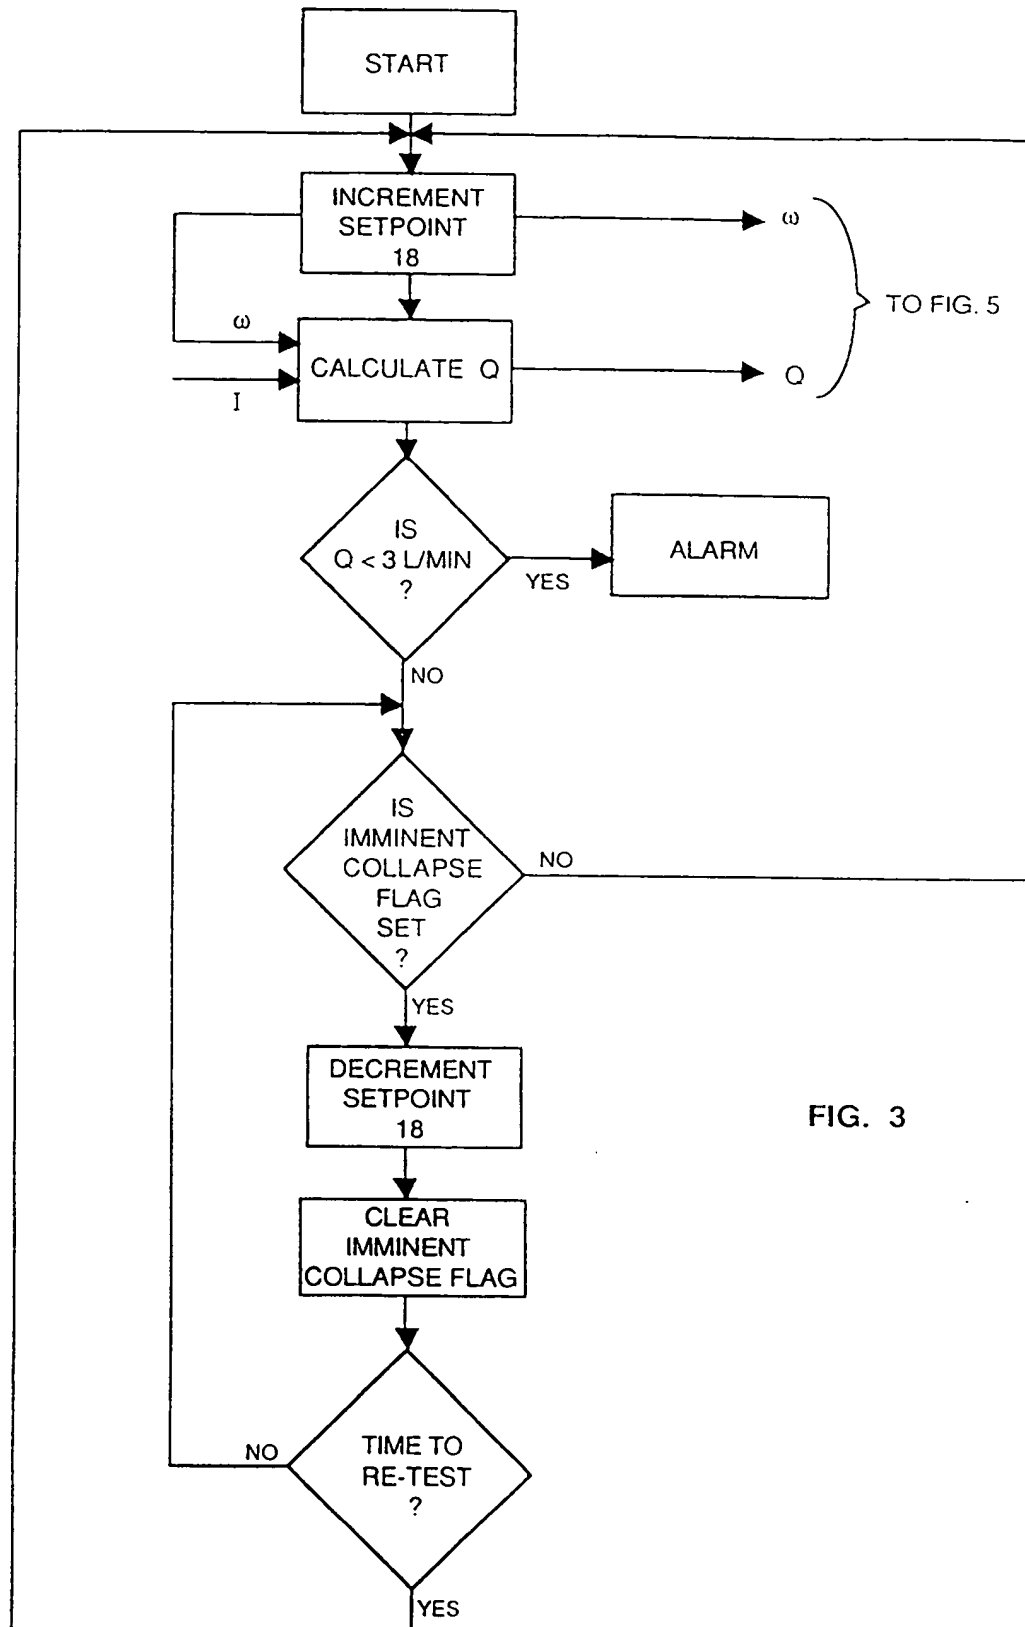 START
INCREMENT
SETPOINT
18
ω
TO FIG. 5
ω
CALCULATE Q
Q
I
IS
Q < 3 L/MIN
?
YES
ALARM
NO
IS
IMMINENT
COLLAPSE
FLAG
SET
?
NO
YES
DECREMENT
SETPOINT
18
FIG. 3
CLEAR
IMMINENT
COLLAPSE FLAG
TIME TO
RE-TEST
?
NO
YES